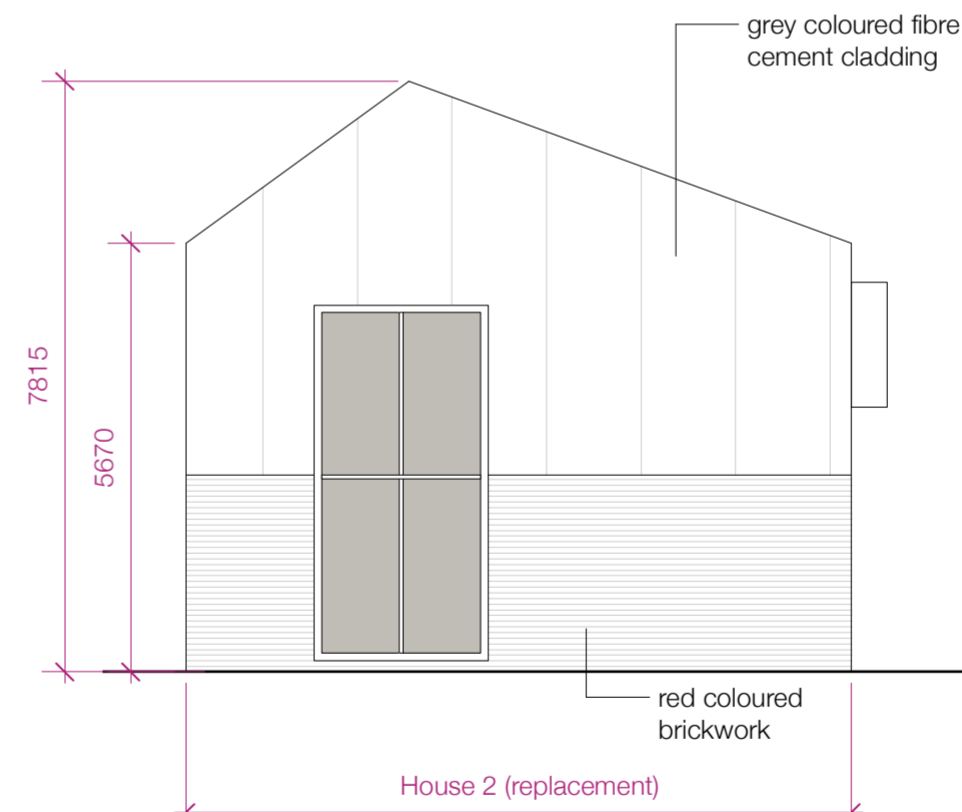 grey coloured fibre
cement cladding
7815
5670
red coloured
brickwork
House 2 (replacement)